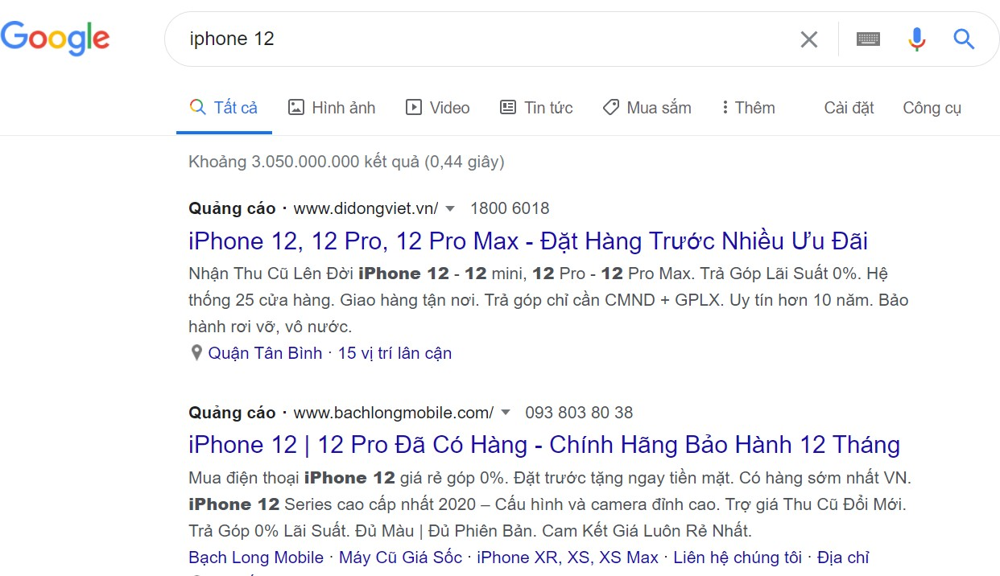 Google
iphone 12
Tất cả Hình ảnh Video Tin tức Mua sắm Thêm Cài đặt Công cụ
Khoảng 3.050.000.000 kết quả (0,44 giây)
Quảng cáo · www.didongviet.vn/ 1800 6018
iPhone 12, 12 Pro, 12 Pro Max - Đặt Hàng Trước Nhiều Ưu Đãi
Nhận Thu Cũ Lên Đời iPhone 12 - 12 mini, 12 Pro - 12 Pro Max. Trả Góp Lãi Suất 0%. Hệ
thống 25 cửa hàng. Giao hàng tận nơi. Trả góp chỉ cần CMND + GPLX. Uy tín hơn 10 năm. Bảo
hành rơi vỡ, vô nước.
Quận Tân Bình · 15 vị trí lân cận
Quảng cáo · www.bachlongmobile.com/ 093 803 80 38
iPhone 12 | 12 Pro Đã Có Hàng - Chính Hãng Bảo Hành 12 Tháng
Mua điện thoại iPhone 12 giá rẻ góp 0%. Đặt trước tặng ngay tiền mặt. Có hàng sớm nhất VN.
iPhone 12 Series cao cấp nhất 2020 – Cấu hình và camera đỉnh cao. Trợ giá Thu Cũ Đổi Mới.
Trả Góp 0% Lãi Suất. Đủ Màu | Đủ Phiên Bản. Cam Kết Giá Luôn Rẻ Nhất.
Bạch Long Mobile · Máy Cũ Giá Sốc · iPhone XR, XS, XS Max · Liên hệ chúng tôi · Địa chỉ